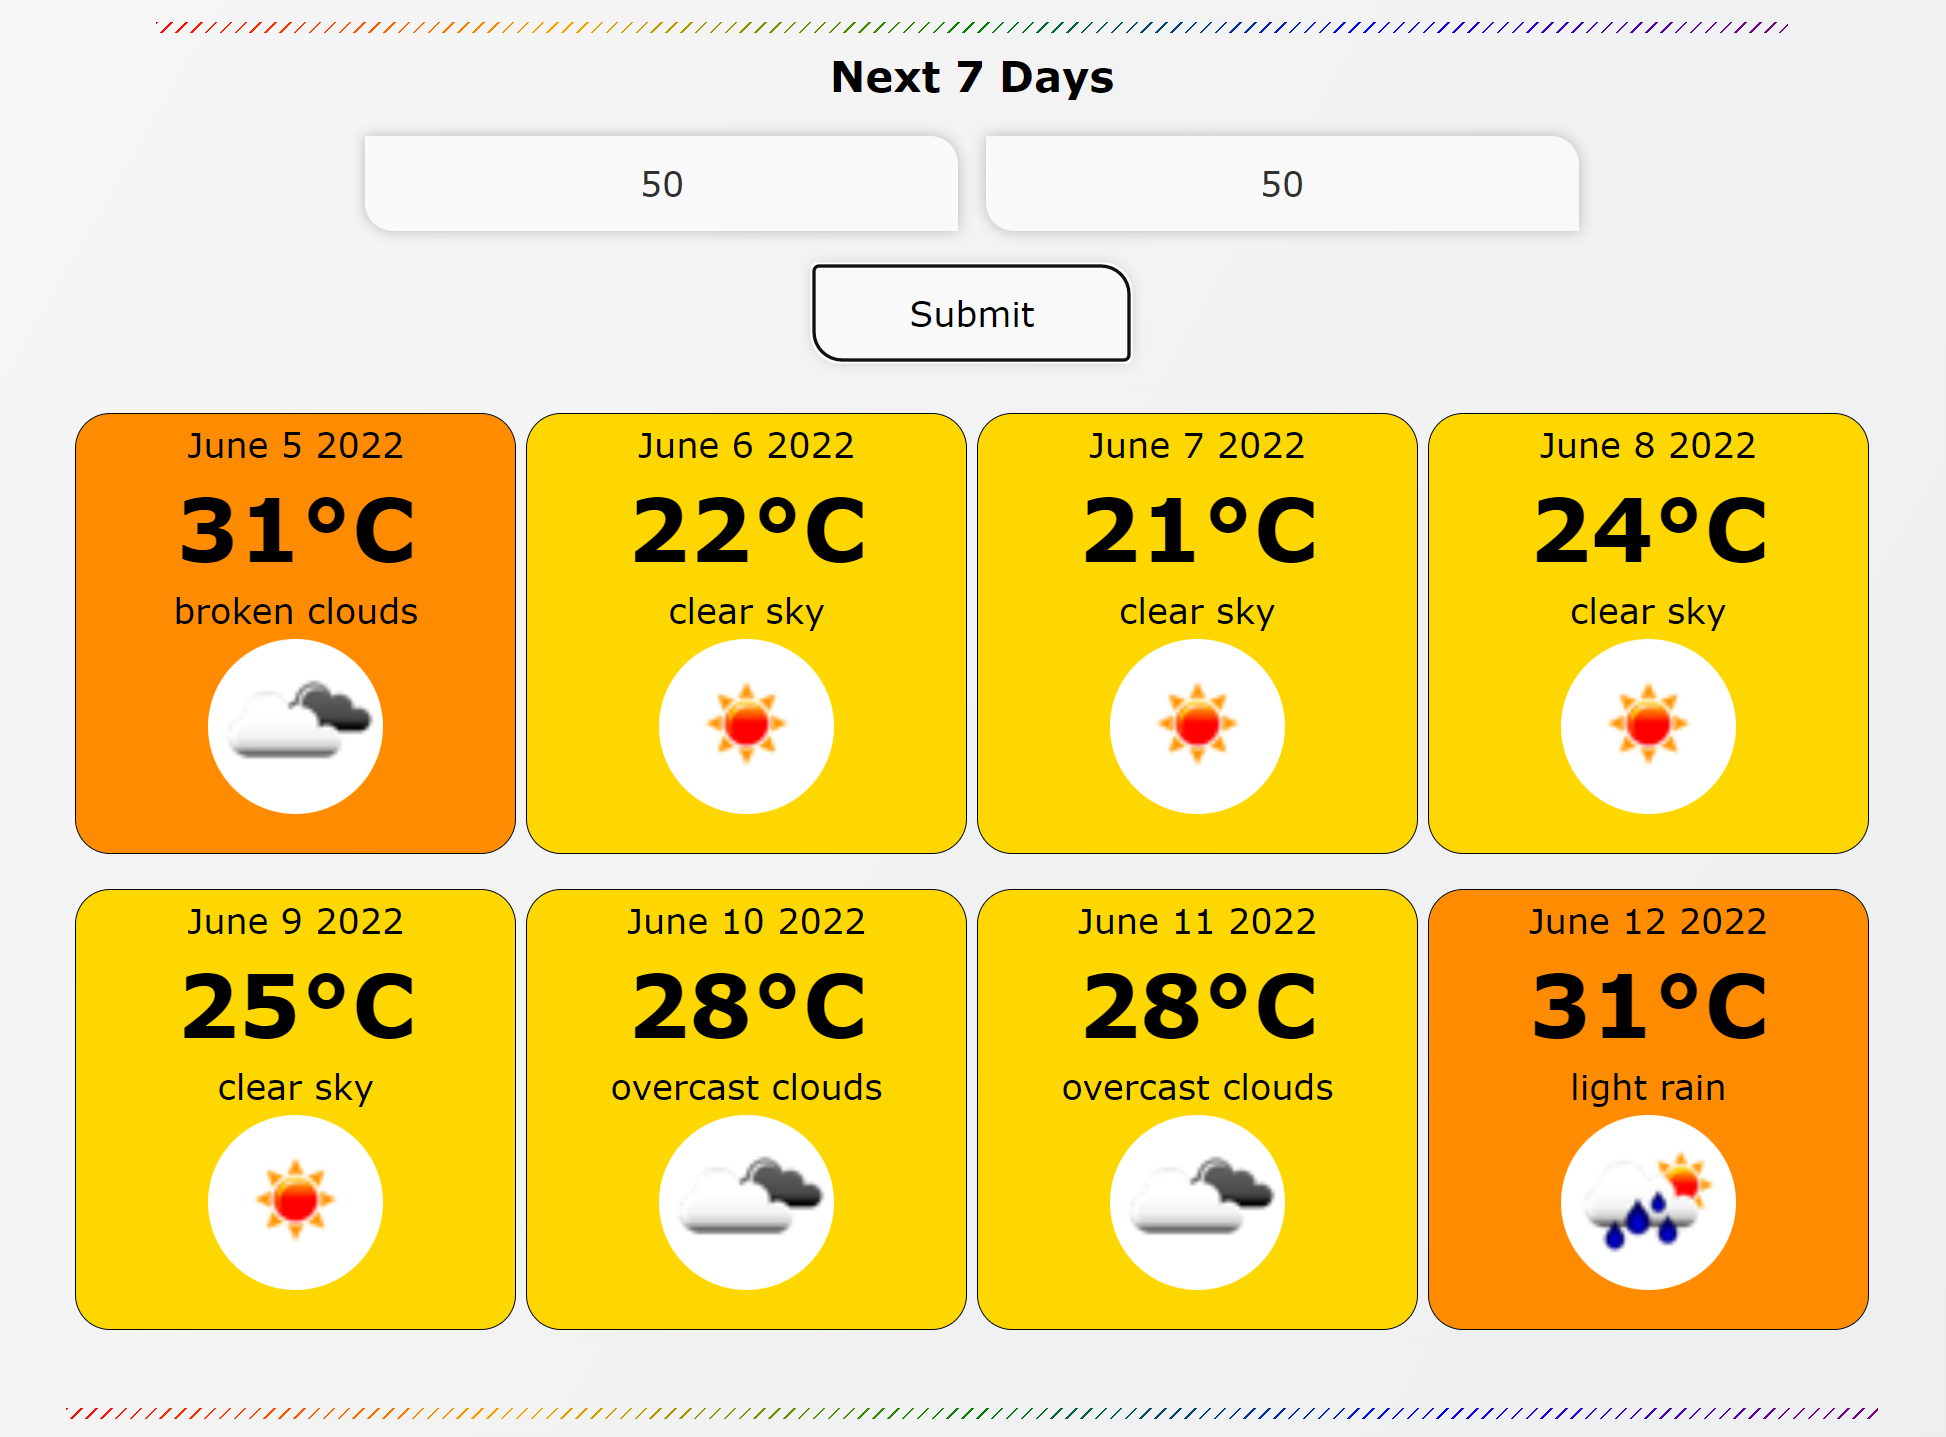 Next 7 Days
50
50
Submit
June 5 2022
31°C
broken clouds
June 6 2022
22°C
clear sky
June 7 2022
21°C
clear sky
June 8 2022
24°C
clear sky
June 9 2022
25°C
clear sky
June 10 2022
28°C
overcast clouds
June 11 2022
28°C
overcast clouds
June 12 2022
31°C
light rain